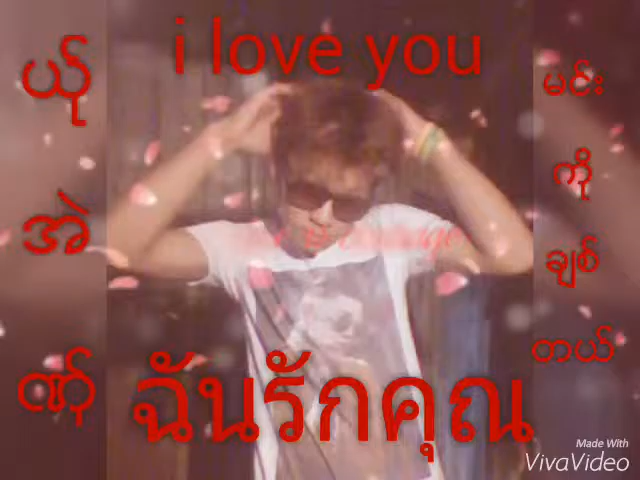 i love you
ယှ်
အဲ
ဏှ်
မင်း
ကို
ချစ်
တယ်
ฉันรักคุณ
Made With
VivaVideo